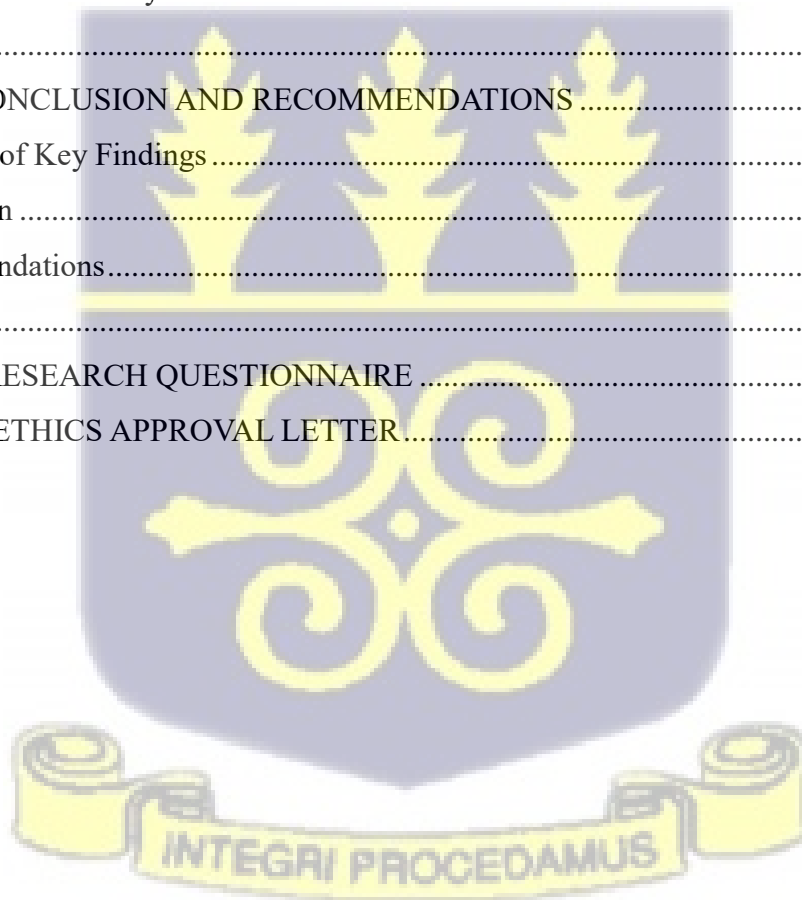 ONCLUSION AND RECOMMENDATIONS ........................................
of Key Findings ........................................
n ........................................
ndations ........................................
ESEARCH QUESTIONNAIRE ........................................
ETHICS APPROVAL LETTER ........................................
INTEGRI PROCEDAMUS